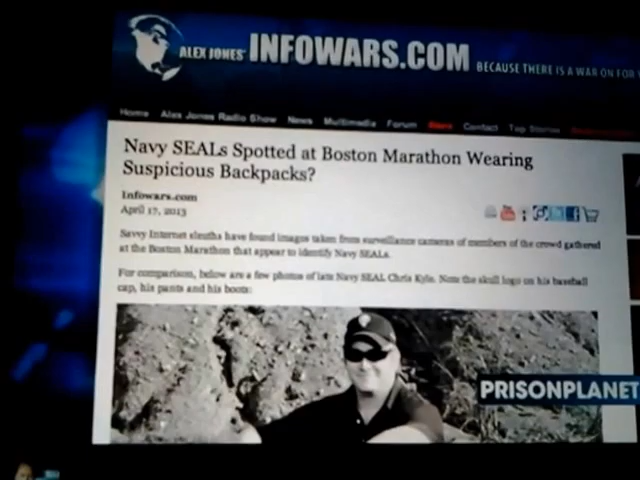 ALEX JONES' INFOWARS.COM BECAUSE THERE IS A WAR ON FOR
Home Alex Jones Radio Show News Multimedia Forum Contact Top Stories
Navy SEALs Spotted at Boston Marathon Wearing
Suspicious Backpacks?
Infowars.com
April 17, 2013
Savvy Internet sleuths have found images taken from surveillance cameras of members of the crowd gathered
at the Boston Marathon that appear to identify Navy SEALs.
For comparison, below are a few photos of late Navy SEAL Chris Kyle. Note the skull logo on his baseball
cap, his pants and his boots:
PRISONPLANET